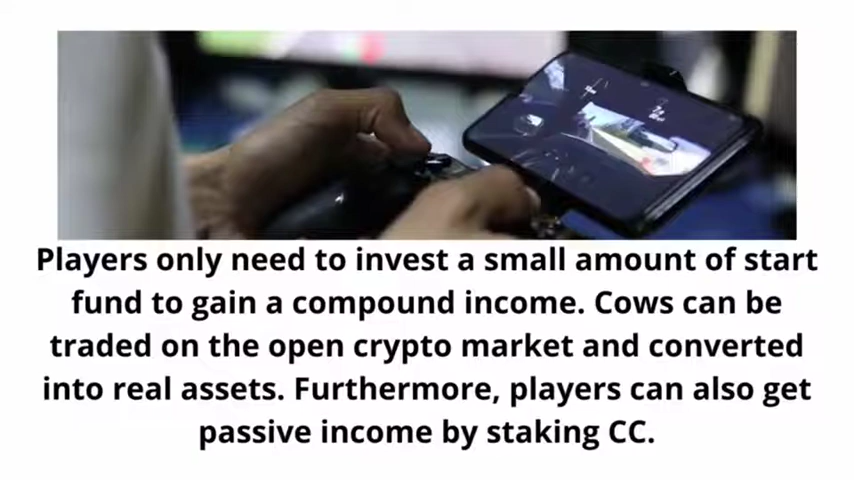 Players only need to invest a small amount of start
fund to gain a compound income. Cows can be
traded on the open crypto market and converted
into real assets. Furthermore, players can also get
passive income by staking CC.